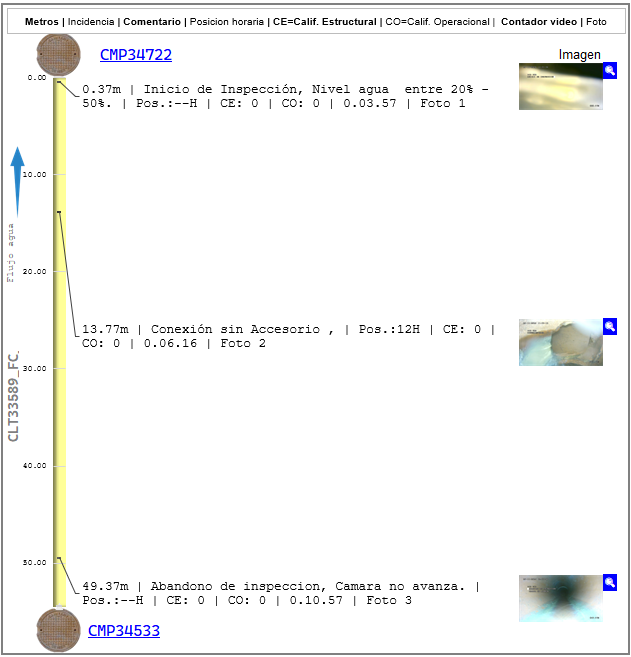 Metros | Incidencia | Comentario | Posicion horaria | CE=Calif. Estructural | CO=Calif. Operacional | Contador video | Foto
CMP34722
Imagen
0.00
0.37m | Inicio de Inspección, Nivel agua entre 20% -
50%. | Pos.:--H | CE: 0 | CO: 0 | 0.03.57 | Foto 1
10.00
Flujo agua
20.00
13.77m | Conexión sin Accesorio , | Pos.:12H | CE: 0 |
CO: 0 | 0.06.16 | Foto 2
30.00
CLT33589_FC_
40.00
50.00
49.37m | Abandono de inspeccion, Camara no avanza. |
Pos.:--H | CE: 0 | CO: 0 | 0.10.57 | Foto 3
CMP34533